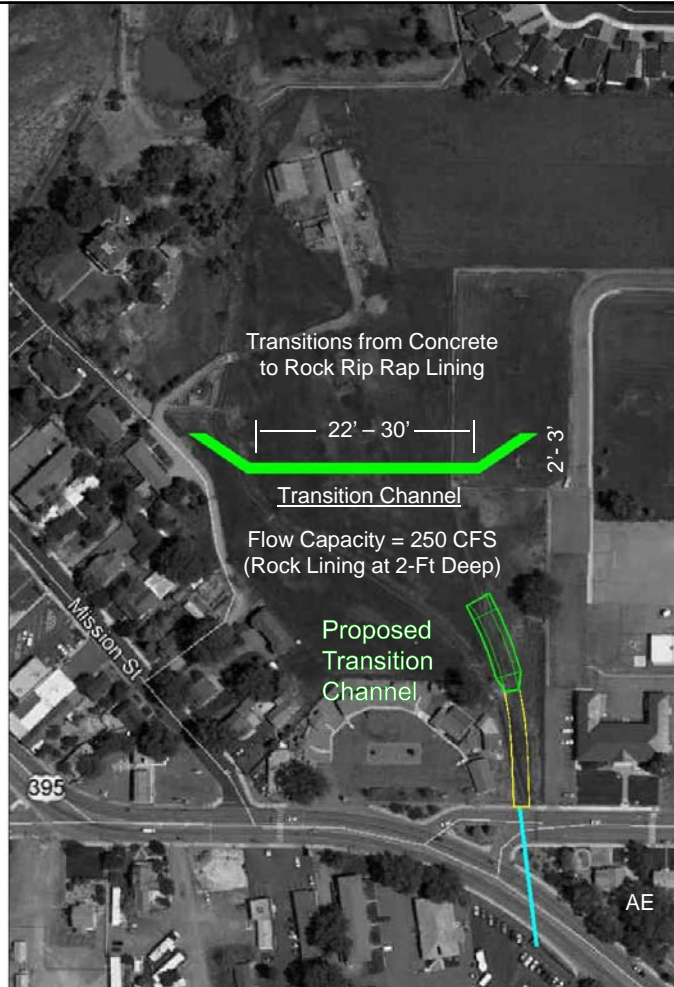 Transitions from Concrete
to Rock Rip Rap Lining
22’ – 30’
2’- 3’
Transition Channel
Flow Capacity = 250 CFS
(Rock Lining at 2-Ft Deep)
Proposed
Transition
Channel
Mission St
395
AE